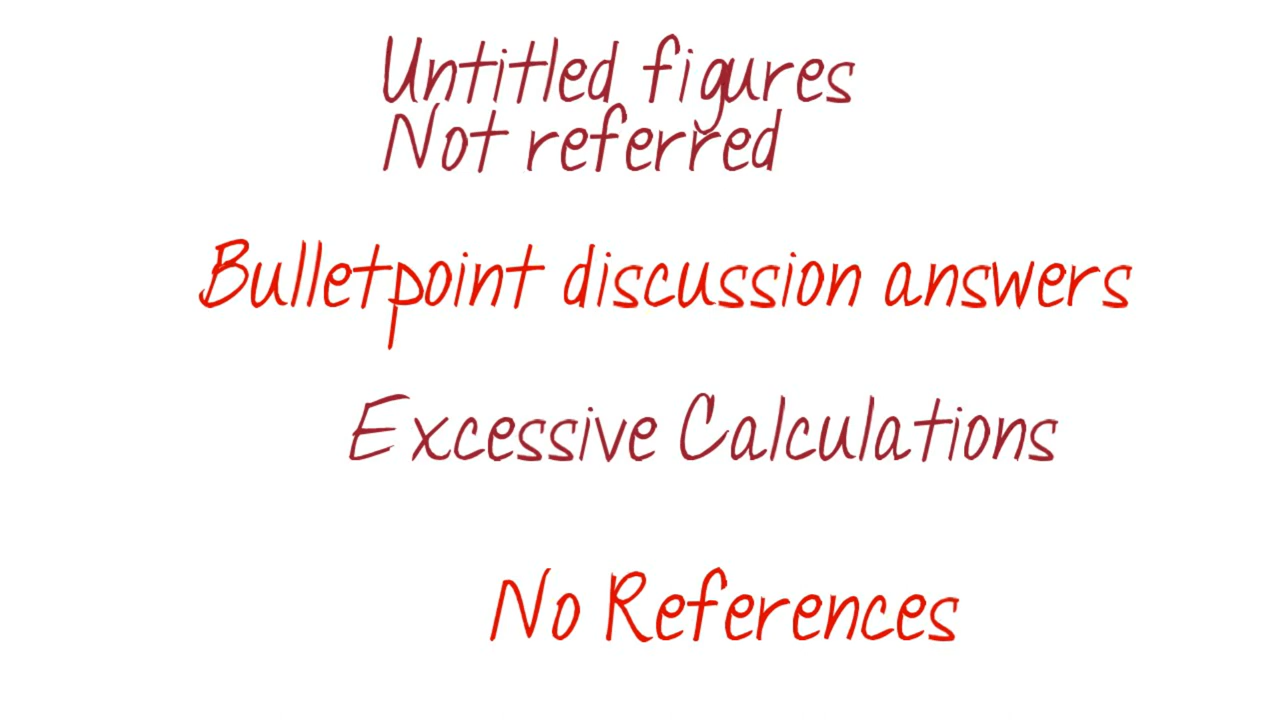 Untitled figures
Not referred
Bulletpoint discussion answers
Excessive Calculations
No References